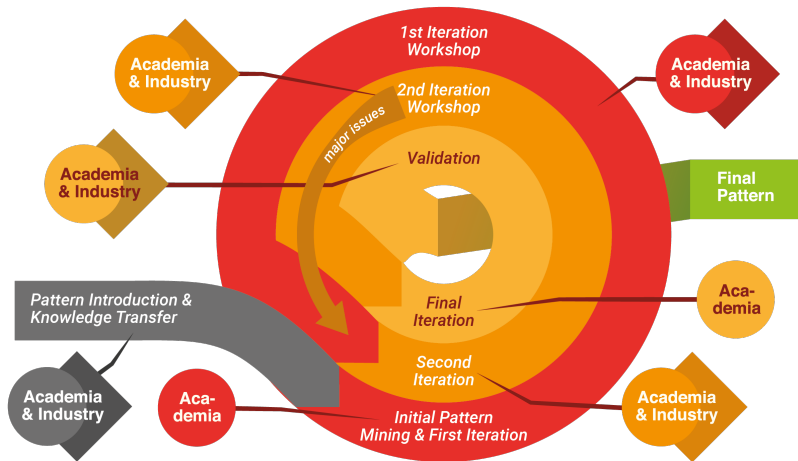 1st Iteration
Workshop
Academia
& Industry
Academia
& Industry
2nd Iteration
Workshop
major issues
Validation
Academia
& Industry
Final
Pattern
Pattern Introduction &
Knowledge Transfer
Final
Iteration
Aca-
demia
Second
Iteration
Academia
& Industry
Aca-
demia
Academia
& Industry
Initial Pattern
Mining & First Iteration